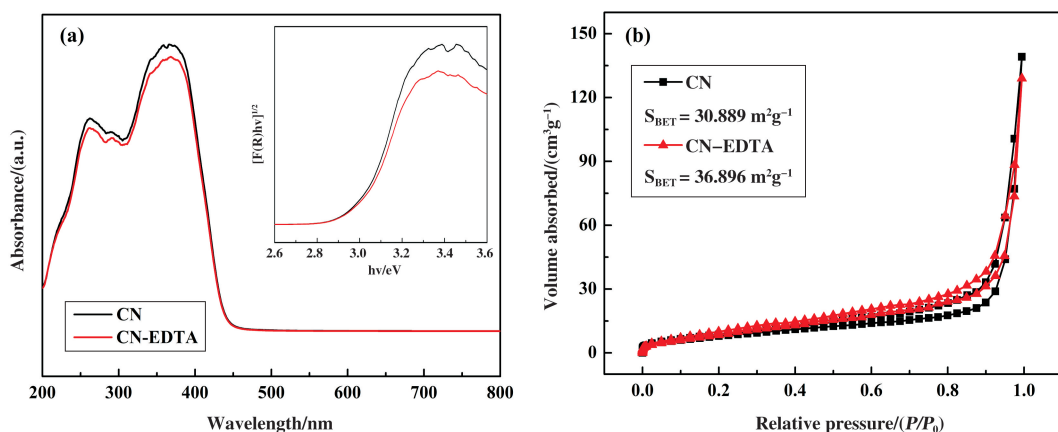 (a)
Absorbance/(a.u.)
CN
CN-EDTA
200 300 400 500 600 700 800
Wavelength/nm
[F(R)hv]1/2
2.6 2.8 3.0 3.2 3.4 3.6
hv/eV
(b)
Volume absorbed/(cm³g⁻¹)
150
120
90
60
30
0
CN
S_BET = 30.889 m²g⁻¹
CN−EDTA
S_BET = 36.896 m²g⁻¹
0.0 0.2 0.4 0.6 0.8 1.0
Relative pressure/(P/P₀)